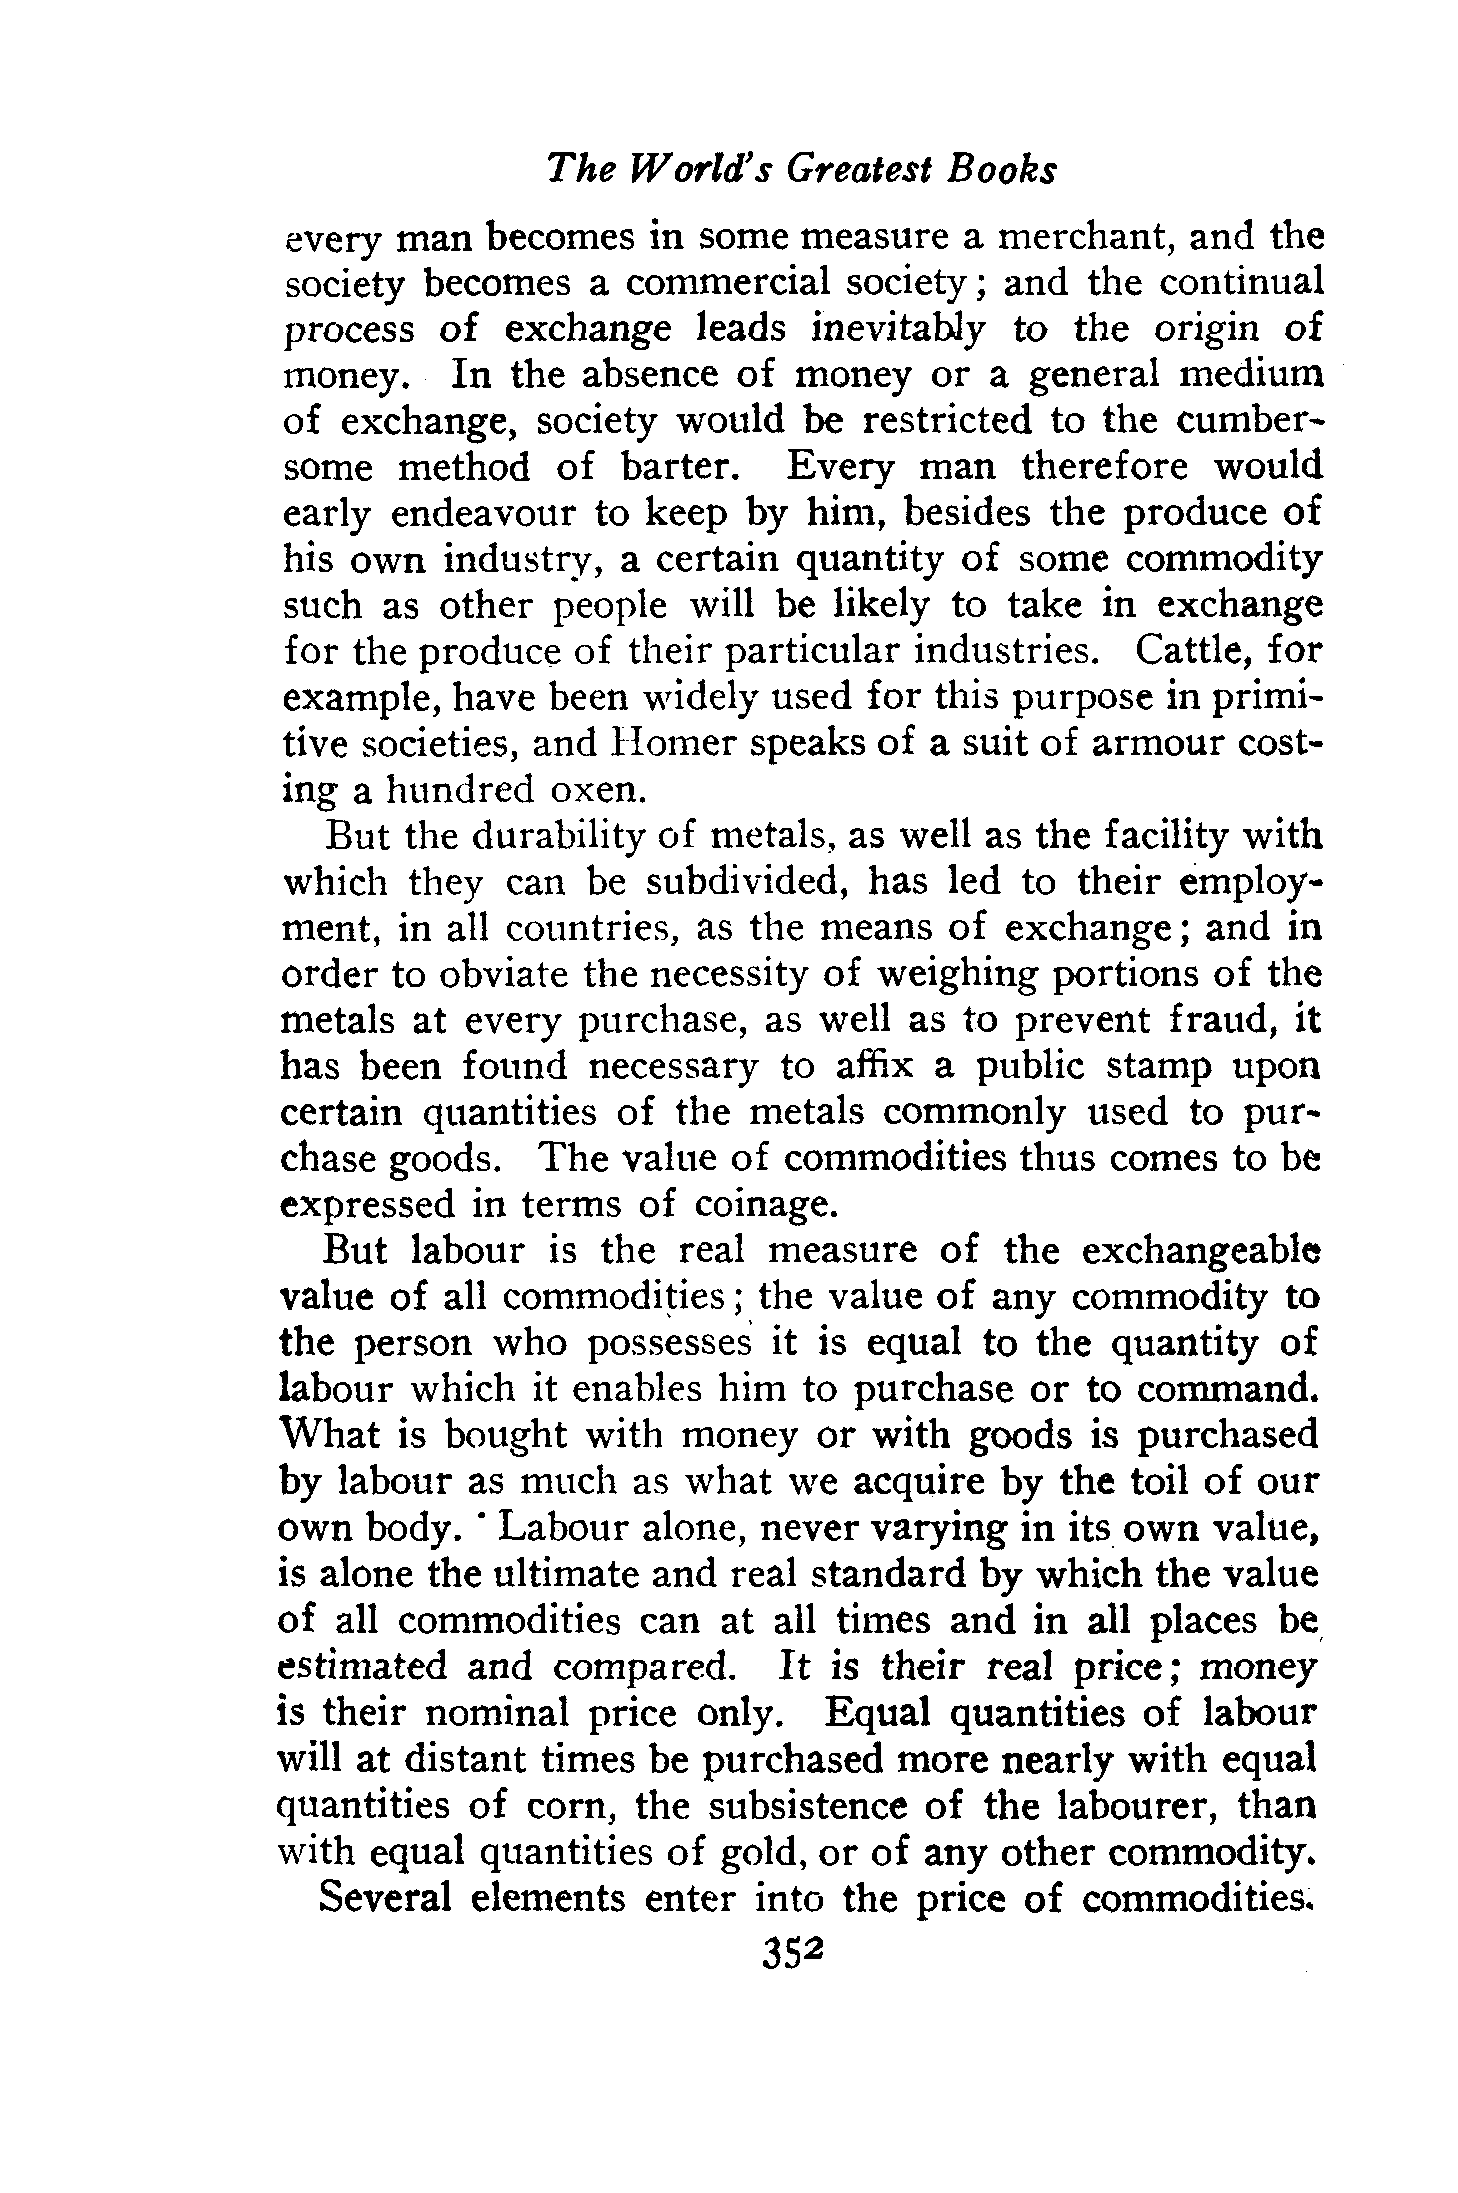 The World's Greatest Books
every man becomes in some measure a merchant, and the
society becomes a commercial society; and the continual
process of exchange leads inevitably to the origin of
money. In the absence of money or a general medium
of exchange, society would be restricted to the cumber-
some method of barter. Every man therefore would
early endeavour to keep by him, besides the produce of
his own industry, a certain quantity of some commodity
such as other people will be likely to take in exchange
for the produce of their particular industries. Cattle, for
example, have been widely used for this purpose in primi-
tive societies, and Homer speaks of a suit of armour cost-
ing a hundred oxen.
But the durability of metals, as well as the facility with
which they can be subdivided, has led to their employ-
ment, in all countries, as the means of exchange; and in
order to obviate the necessity of weighing portions of the
metals at every purchase, as well as to prevent fraud, it
has been found necessary to affix a public stamp upon
certain quantities of the metals commonly used to pur-
chase goods. The value of commodities thus comes to be
expressed in terms of coinage.
But labour is the real measure of the exchangeable
value of all commodities; the value of any commodity to
the person who possesses it is equal to the quantity of
labour which it enables him to purchase or to command.
What is bought with money or with goods is purchased
by labour as much as what we acquire by the toil of our
own body. Labour alone, never varying in its own value,
is alone the ultimate and real standard by which the value
of all commodities can at all times and in all places be
estimated and compared. It is their real price; money
is their nominal price only. Equal quantities of labour
will at distant times be purchased more nearly with equal
quantities of corn, the subsistence of the labourer, than
with equal quantities of gold, or of any other commodity.
Several elements enter into the price of commodities.
352